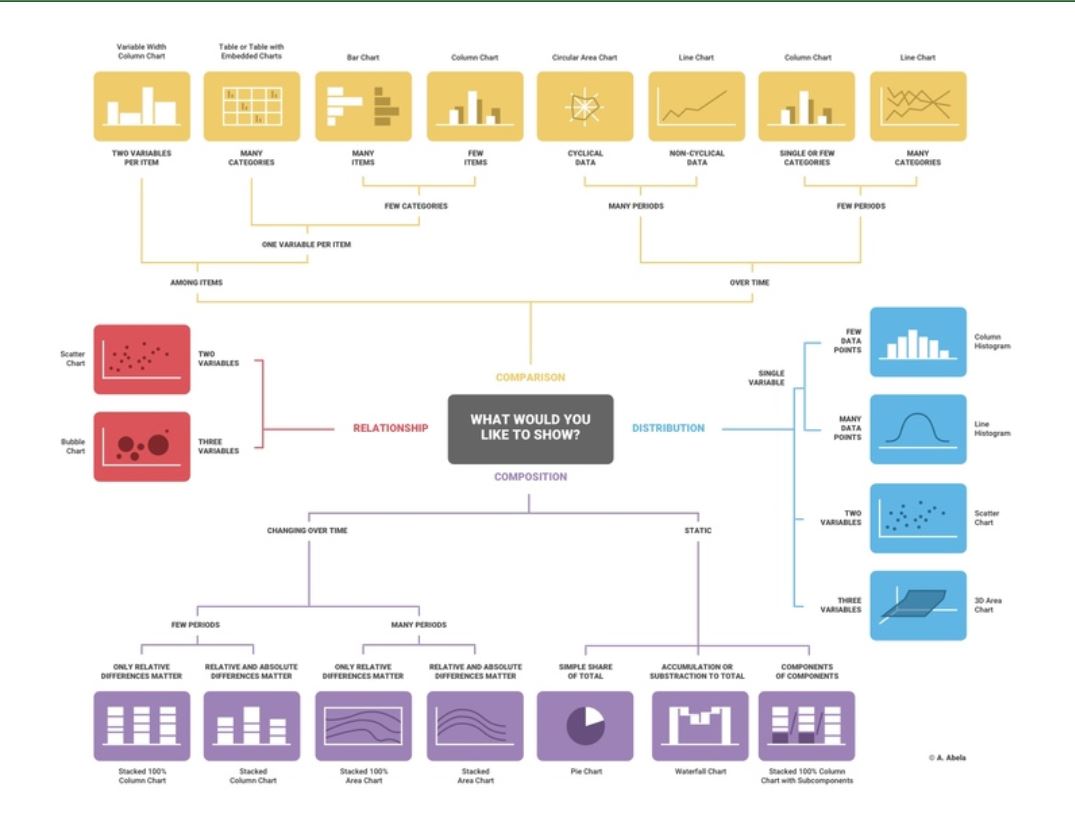 Variable Width
Column Chart
Table or Table with
Embedded Charts
Bar Chart
Column Chart
Circular Area Chart
Line Chart
Column Chart
Line Chart
TWO VARIABLES
PER ITEM
MANY
CATEGORIES
MANY
ITEMS
FEW
ITEMS
CYCLICAL
DATA
NON-CYCLICAL
DATA
SINGLE OR FEW
CATEGORIES
MANY
CATEGORIES
FEW CATEGORIES
MANY PERIODS
FEW PERIODS
ONE VARIABLE PER ITEM
AMONG ITEMS
OVER TIME
COMPARISON
Scatter
Chart
TWO
VARIABLES
Bubble
Chart
THREE
VARIABLES
RELATIONSHIP
WHAT WOULD YOU
LIKE TO SHOW?
DISTRIBUTION
SINGLE
VARIABLE
FEW
DATA
POINTS
Column
Histogram
MANY
DATA
POINTS
Line
Histogram
TWO
VARIABLES
Scatter
Chart
THREE
VARIABLES
3D Area
Chart
COMPOSITION
CHANGING OVER TIME
STATIC
FEW PERIODS
MANY PERIODS
ONLY RELATIVE
DIFFERENCES MATTER
RELATIVE AND ABSOLUTE
DIFFERENCES MATTER
ONLY RELATIVE
DIFFERENCES MATTER
RELATIVE AND ABSOLUTE
DIFFERENCES MATTER
SIMPLE SHARE
OF TOTAL
ACCUMULATION OR
SUBSTRACTION TO TOTAL
COMPONENTS
OF COMPONENTS
Stacked 100%
Column Chart
Stacked
Column Chart
Stacked 100%
Area Chart
Stacked
Area Chart
Pie Chart
Waterfall Chart
Stacked 100% Column
Chart with Subcomponents
© A. Abela